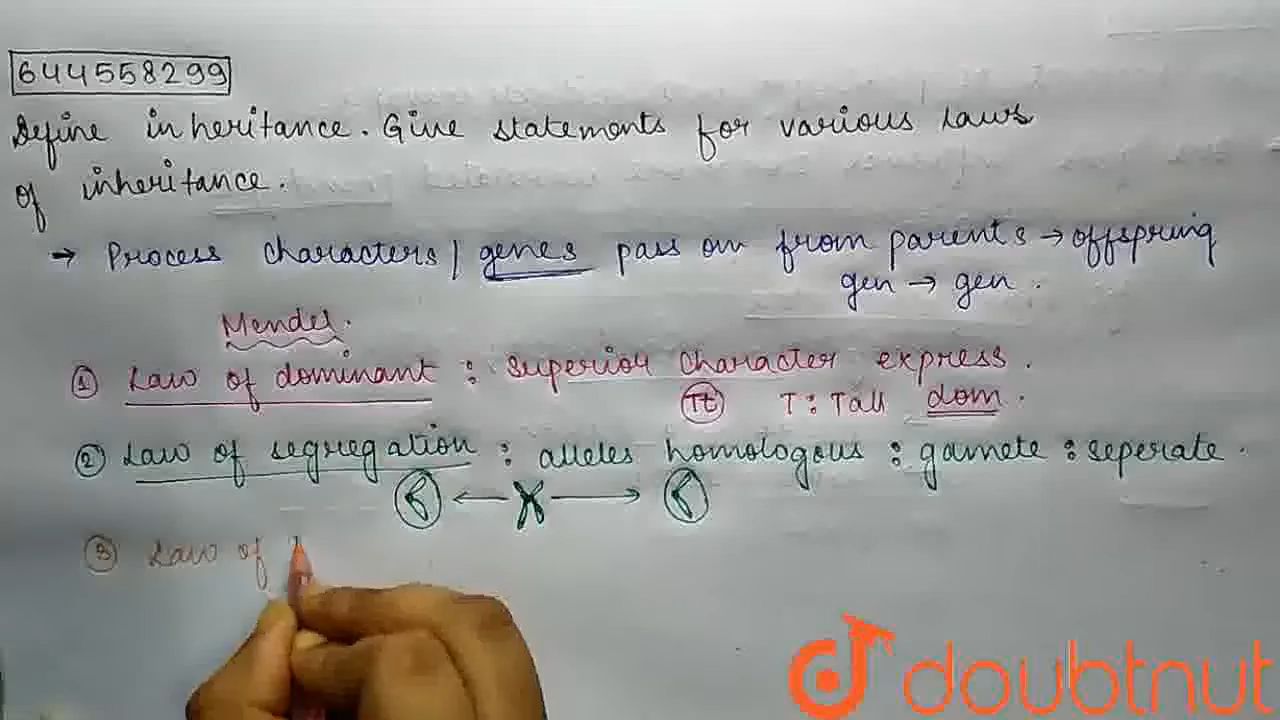 644558299
Define inheritance. Give statements for various laws
of inheritance.
→ Process characters / genes pass on from parents → offspring
gen → gen.
Mendel.
① Law of dominant : superior character express.
Tt T : Tall dom.
② Law of segregation : alleles homologous : gamete : seperate.
③ Law of
doubtnut